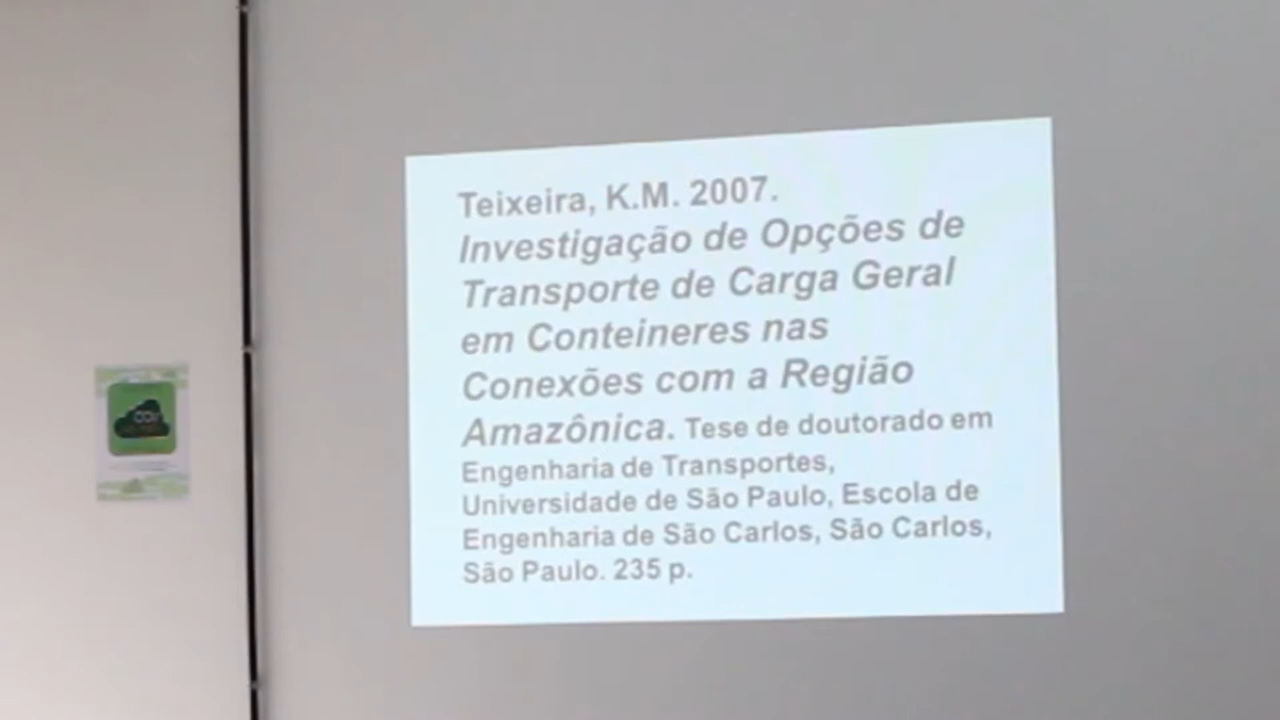 Teixeira, K.M. 2007.
Investigação de Opções de
Transporte de Carga Geral
em Conteineres nas
Conexões com a Região
Amazônica. Tese de doutorado em
Engenharia de Transportes,
Universidade de São Paulo, Escola de
Engenharia de São Carlos, São Carlos,
São Paulo. 235 p.